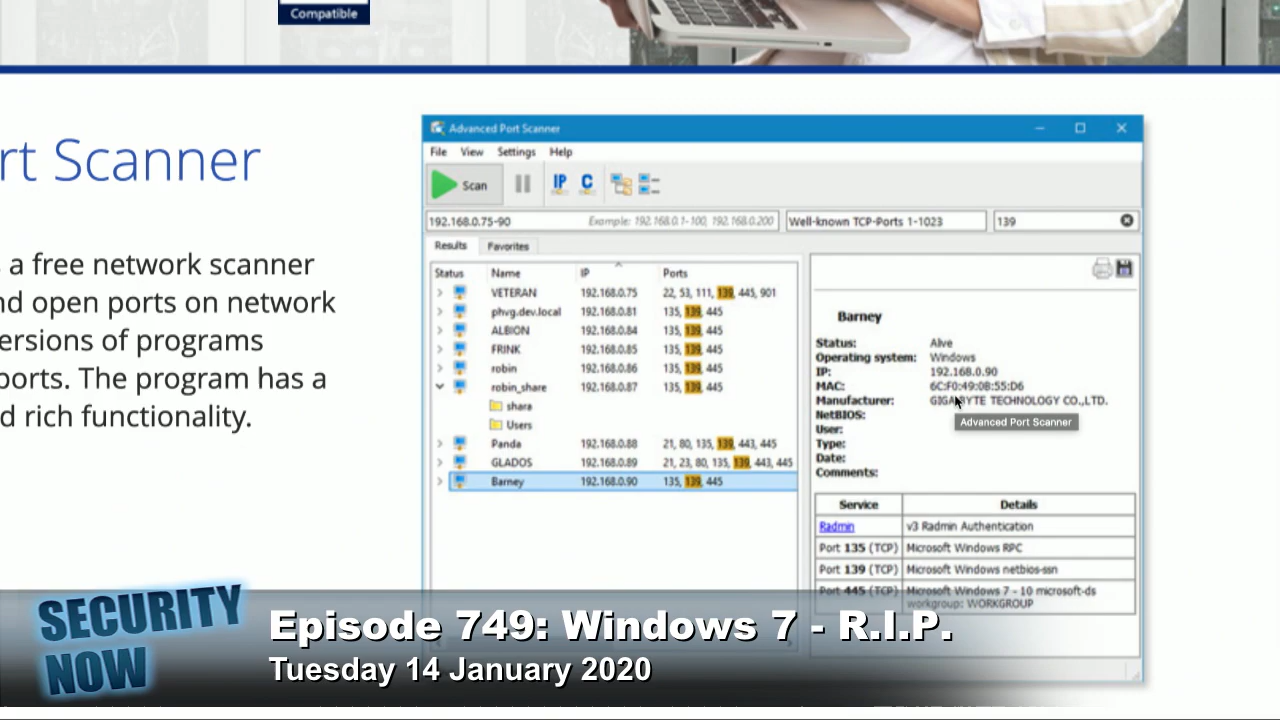 Compatible
rt Scanner
a free network scanner
nd open ports on network
ersions of programs
ports. The program has a
d rich functionality.
Advanced Port Scanner
File View Settings Help
Scan IP C
192.168.0.75-90 Example: 192.168.0.1-100, 192.168.0.200 Well-known TCP-Ports 1-1023 139
Results Favorites
Status Name IP Ports
VETERAN 192.168.0.75 22, 53, 111, 139, 445, 901
phvg.dev.local 192.168.0.81 135, 139, 445
ALBION 192.168.0.84 135, 139, 445
FRINK 192.168.0.85 135, 139, 445
robin 192.168.0.86 135, 139, 445
robin_share 192.168.0.87 135, 139, 445
shara
Users
Panda 192.168.0.88 21, 80, 135, 139, 443, 445
GLADOS 192.168.0.89 21, 23, 80, 135, 139, 443, 445
Barney 192.168.0.90 135, 139, 445
Barney
Status: Alive
Operating system: Windows
IP: 192.168.0.90
MAC: 6C:F0:49:0B:55:D6
Manufacturer: GIGABYTE TECHNOLOGY CO.,LTD.
NetBIOS:
Advanced Port Scanner
User:
Type:
Date:
Comments:
Service Details
Radmin v3 Radmin Authentication
Port 135 (TCP) Microsoft Windows RPC
Port 139 (TCP) Microsoft Windows netbios-ssn
Port 445 (TCP) Microsoft Windows 7 - 10 microsoft-ds
workgroup: WORKGROUP
SECURITY
NOW
Episode 749: Windows 7 - R.I.P.
Tuesday 14 January 2020